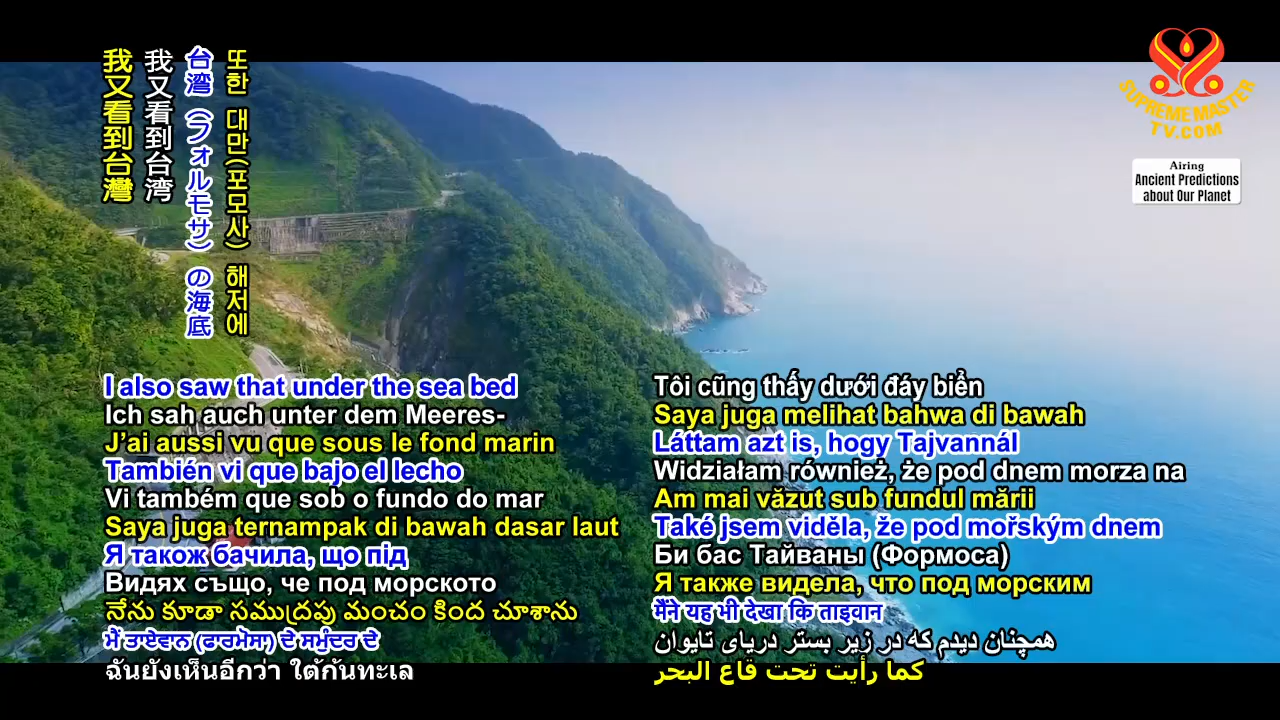 我又看到台灣
我又看到台湾
台湾（フォルモサ）の海底
또한 대만(포모사) 해저에
SUPREME MASTER
TV.COM
Airing
Ancient Predictions
about Our Planet
I also saw that under the sea bed
Ich sah auch unter dem Meeres-
J'ai aussi vu que sous le fond marin
También vi que bajo el lecho
Vi também que sob o fundo do mar
Saya juga ternampak di bawah dasar laut
Я також бачила, що під
Видях също, че под морското
నేను కూడా సముద్రపు మంచం కింద చూశాను
ਮੈਂ ਤਾਏਵਾਨ (ਫਾਰਮੋਸਾ) ਦੇ ਸਮੁੰਦਰ ਦੇ
ฉันยังเห็นอีกว่า ใต้ก้นทะเล
Tôi cũng thấy dưới đáy biển
Saya juga melihat bahwa di bawah
Láttam azt is, hogy Tajvannál
Widziałam również, że pod dnem morza na
Am mai văzut sub fundul mării
Také jsem viděla, že pod mořským dnem
Би бас Тайваны (Формоса)
Я также видела, что под морским
मैंने यह भी देखा कि ताइवान
همچنان دیدم که در زیر بستر دریای تایوان
كما رأيت تحت قاع البحر